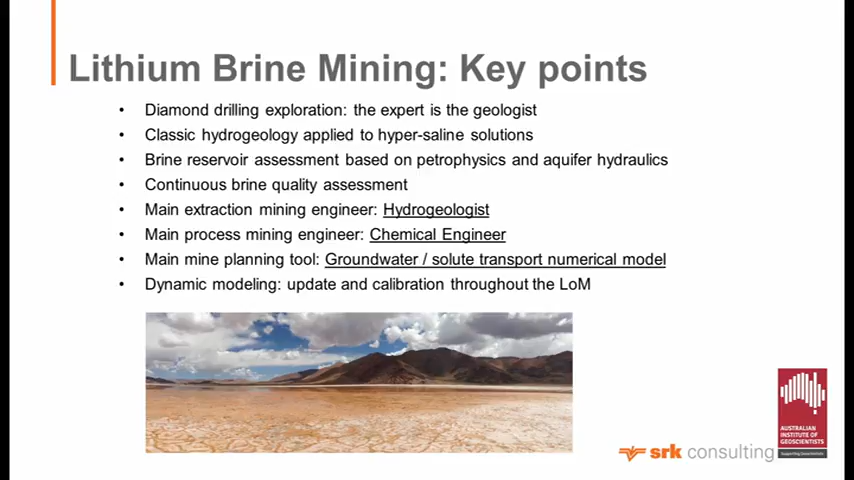 Lithium Brine Mining: Key points
• Diamond drilling exploration: the expert is the geologist
• Classic hydrogeology applied to hyper-saline solutions
• Brine reservoir assessment based on petrophysics and aquifer hydraulics
• Continuous brine quality assessment
• Main extraction mining engineer: Hydrogeologist
• Main process mining engineer: Chemical Engineer
• Main mine planning tool: Groundwater / solute transport numerical model
• Dynamic modeling: update and calibration throughout the LoM
AUSTRALIAN
INSTITUTE OF
GEOSCIENTISTS
Supporting Geoscientists
srk consulting